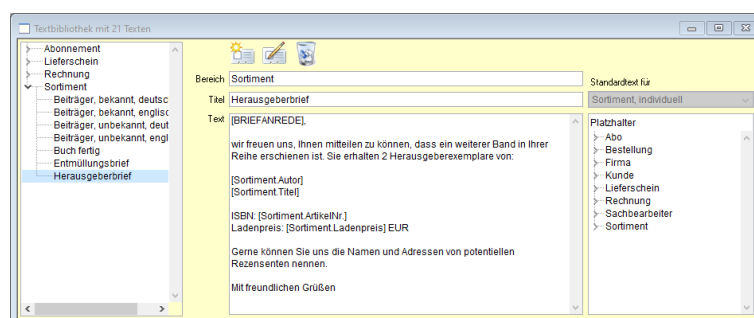 Textbibliothek mit 21 Texten
Abonnement
Lieferschein
Rechnung
Sortiment
Beiträger, bekannt, deutsc
Beiträger, bekannt, englisc
Beiträger, unbekannt, deut
Beiträger, unbekannt, engl
Buch fertig
Entmüllungsbrief
Herausgeberbrief
Bereich Sortiment
Titel Herausgeberbrief
Text [BRIEFANREDE],
wir freuen uns, Ihnen mitteilen zu können, dass ein weiterer Band in Ihrer
Reihe erschienen ist. Sie erhalten 2 Herausgeberexemplare von:
[Sortiment.Autor]
[Sortiment.Titel]
ISBN: [Sortiment.ArtikelNr.]
Ladenpreis: [Sortiment.Ladenpreis] EUR
Gerne können Sie uns die Namen und Adressen von potentiellen
Rezensenten nennen.
Mit freundlichen Grüßen
Standardtext für
Sortiment, individuell
Platzhalter
Abo
Bestellung
Firma
Kunde
Lieferschein
Rechnung
Sachbearbeiter
Sortiment